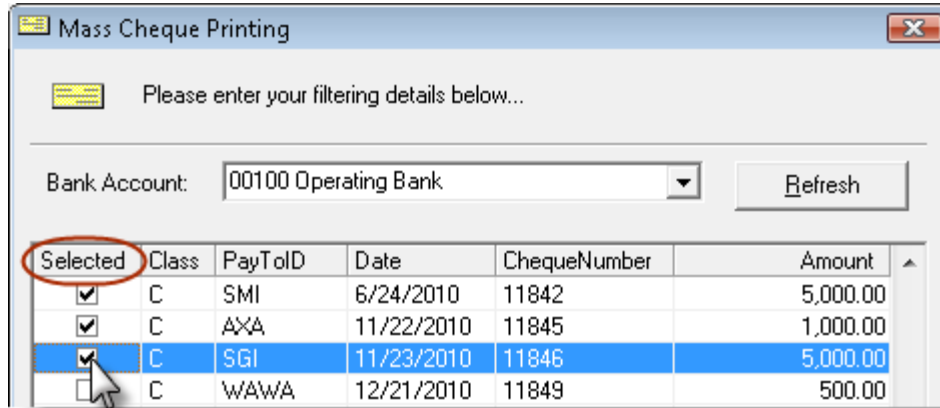 Mass Cheque Printing
Please enter your filtering details below...
Bank Account: 00100 Operating Bank Refresh
Selected Class PayToID Date ChequeNumber Amount
C SMI 6/24/2010 11842 5,000.00
C AXA 11/22/2010 11845 1,000.00
C SGI 11/23/2010 11846 5,000.00
C WAWA 12/21/2010 11849 500.00